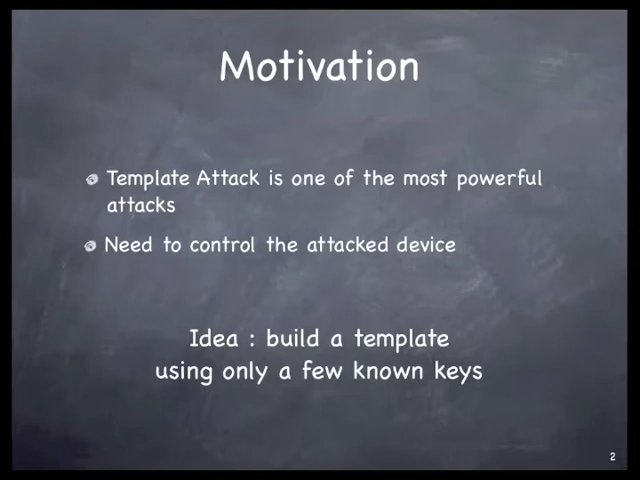 Motivation
Template Attack is one of the most powerful
attacks
Need to control the attacked device
Idea : build a template
using only a few known keys
2